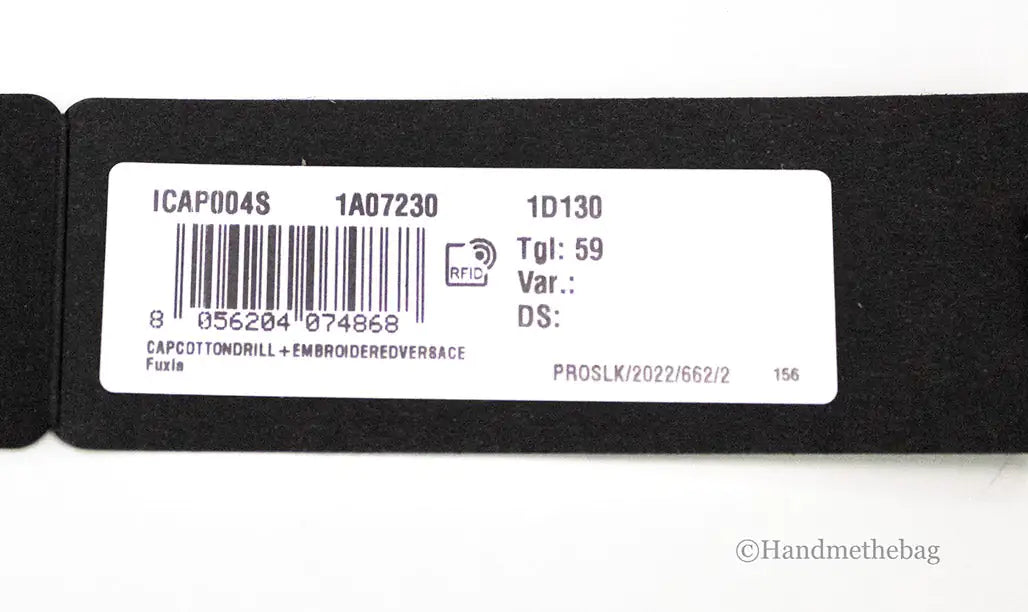 ICAP004S 1A07230 1D130
RFID
Tgl: 59
Var.:
DS:
8 056204 074868
CAPCOTTONDRILL+EMBROIDEREDVERSACE
Fuxia
PROSLK/2022/662/2 156
©Handmethebag